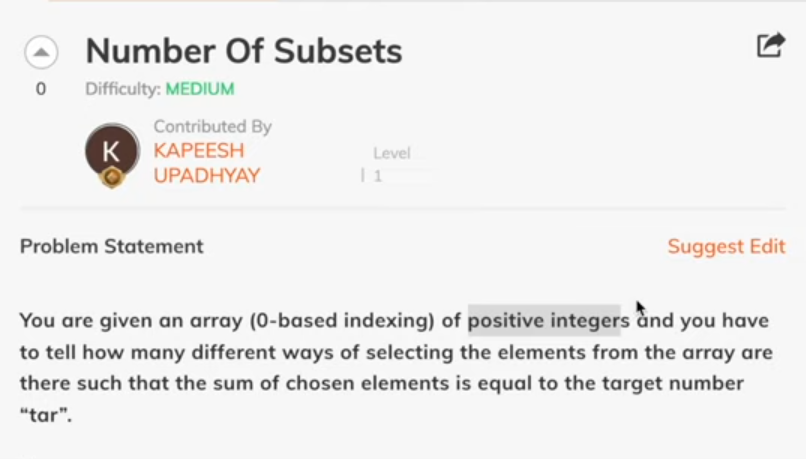 Number Of Subsets
0
Difficulty: MEDIUM
Contributed By
K
KAPEESH
UPADHYAY
Level
1
Problem Statement
Suggest Edit
You are given an array (0-based indexing) of positive integers and you have
to tell how many different ways of selecting the elements from the array are
there such that the sum of chosen elements is equal to the target number
“tar”.